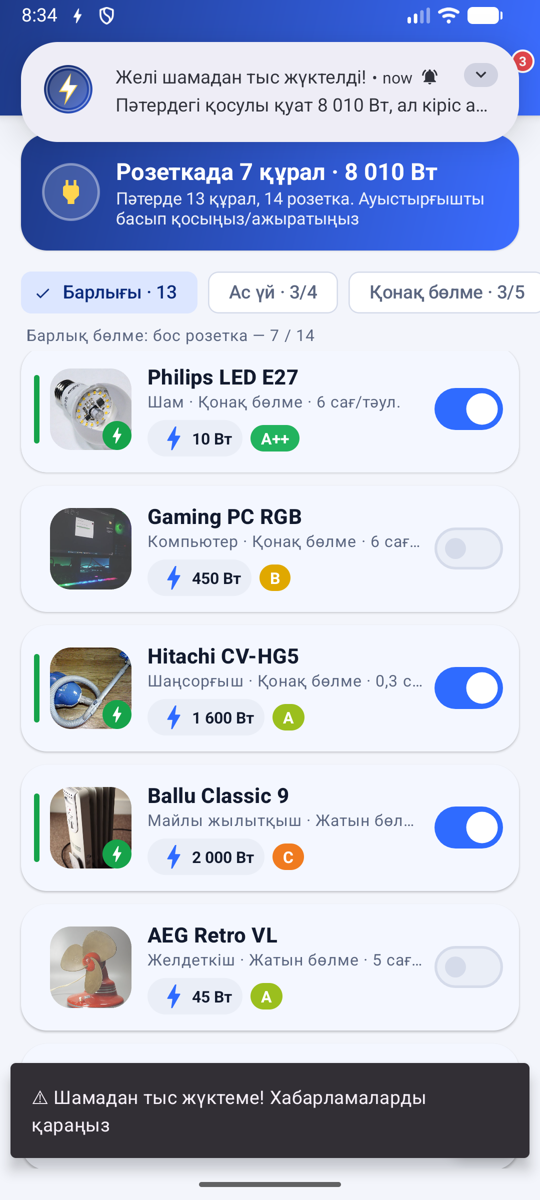 8:34
3
Желі шамадан тыс жүктелді! • now
Пәтердегі қосулы қуат 8 010 Вт, ал кіріс а…
Розеткада 7 құрал · 8 010 Вт
Пәтерде 13 құрал, 14 розетка. Ауыстырғышты
басып қосыңыз/ажыратыңыз
Барлығы · 13
Ас үй · 3/4
Қонақ бөлме · 3/5
Барлық бөлме: бос розетка — 7 / 14
Philips LED E27
Шам · Қонақ бөлме · 6 сағ/тәул.
10 Вт
A++
Gaming PC RGB
Компьютер · Қонақ бөлме · 6 сағ…
450 Вт
B
Hitachi CV-HG5
Шаңсорғыш · Қонақ бөлме · 0,3 с…
1 600 Вт
A
Ballu Classic 9
Майлы жылытқыш · Жатын бөл…
2 000 Вт
C
AEG Retro VL
Желдеткіш · Жатын бөлме · 5 сағ…
45 Вт
A
⚠ Шамадан тыс жүктеме! Хабарламаларды
қараңыз